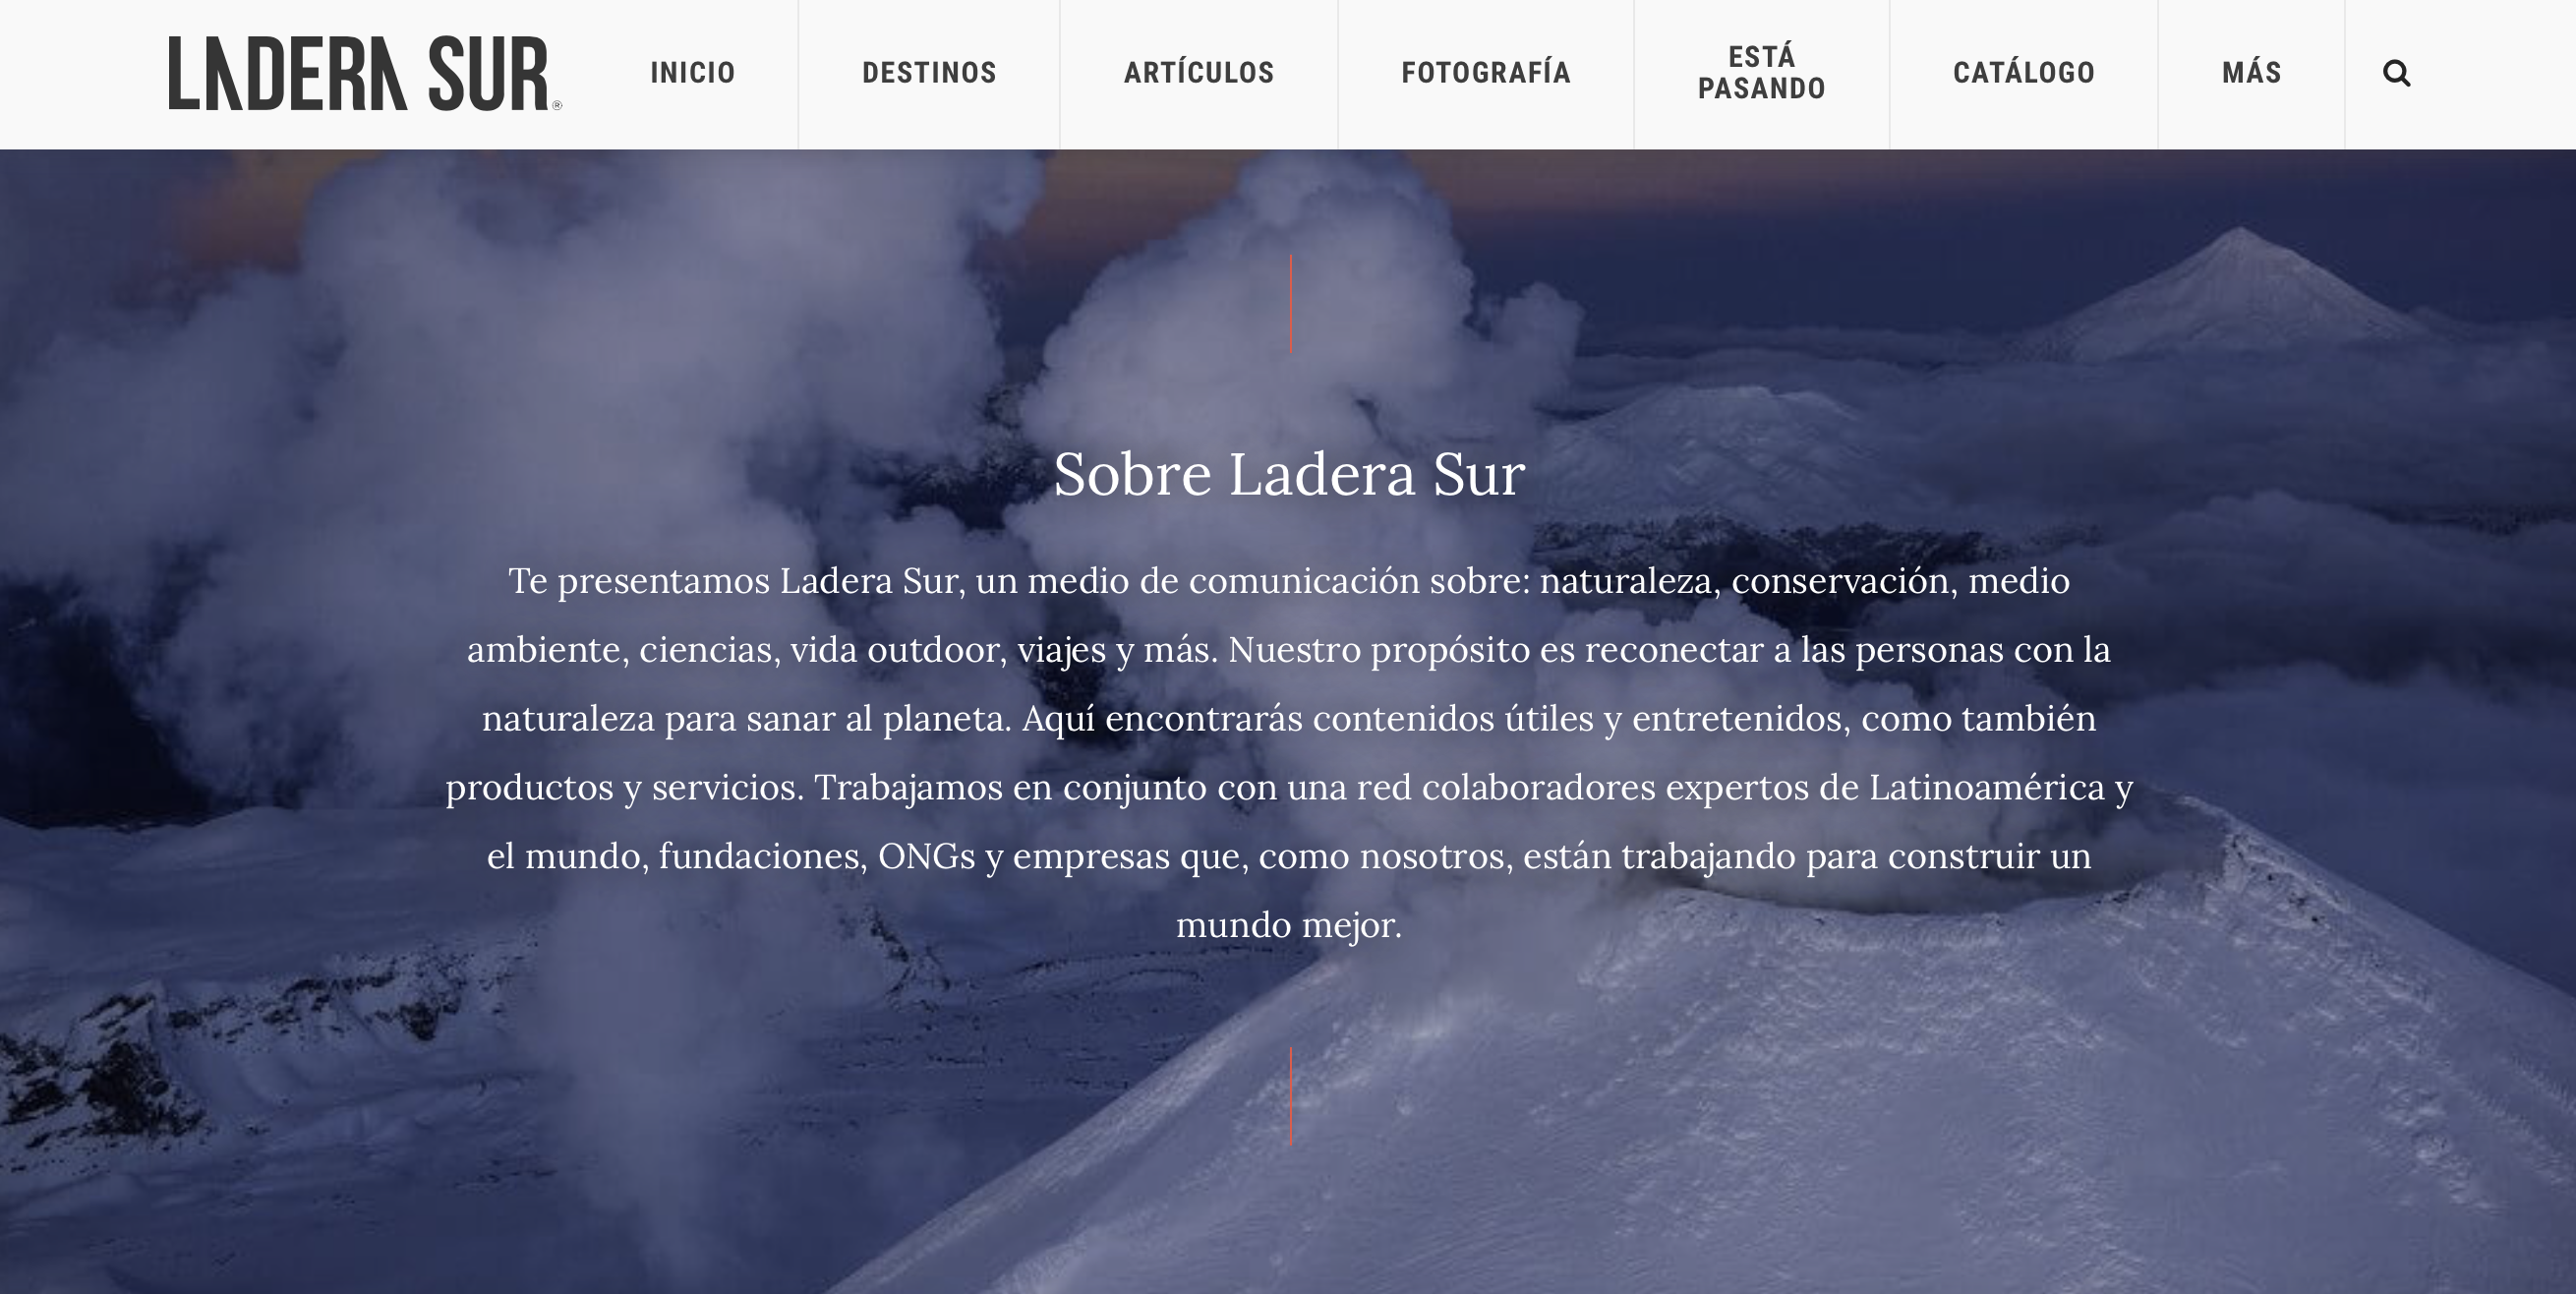 LADERA SUR®
INICIO
DESTINOS
ARTÍCULOS
FOTOGRAFÍA
ESTÁ
PASANDO
CATÁLOGO
MÁS
Sobre Ladera Sur
Te presentamos Ladera Sur, un medio de comunicación sobre: naturaleza, conservación, medio
ambiente, ciencias, vida outdoor, viajes y más. Nuestro propósito es reconectar a las personas con la
naturaleza para sanar al planeta. Aquí encontrarás contenidos útiles y entretenidos, como también
productos y servicios. Trabajamos en conjunto con una red colaboradores expertos de Latinoamérica y
el mundo, fundaciones, ONGs y empresas que, como nosotros, están trabajando para construir un
mundo mejor.